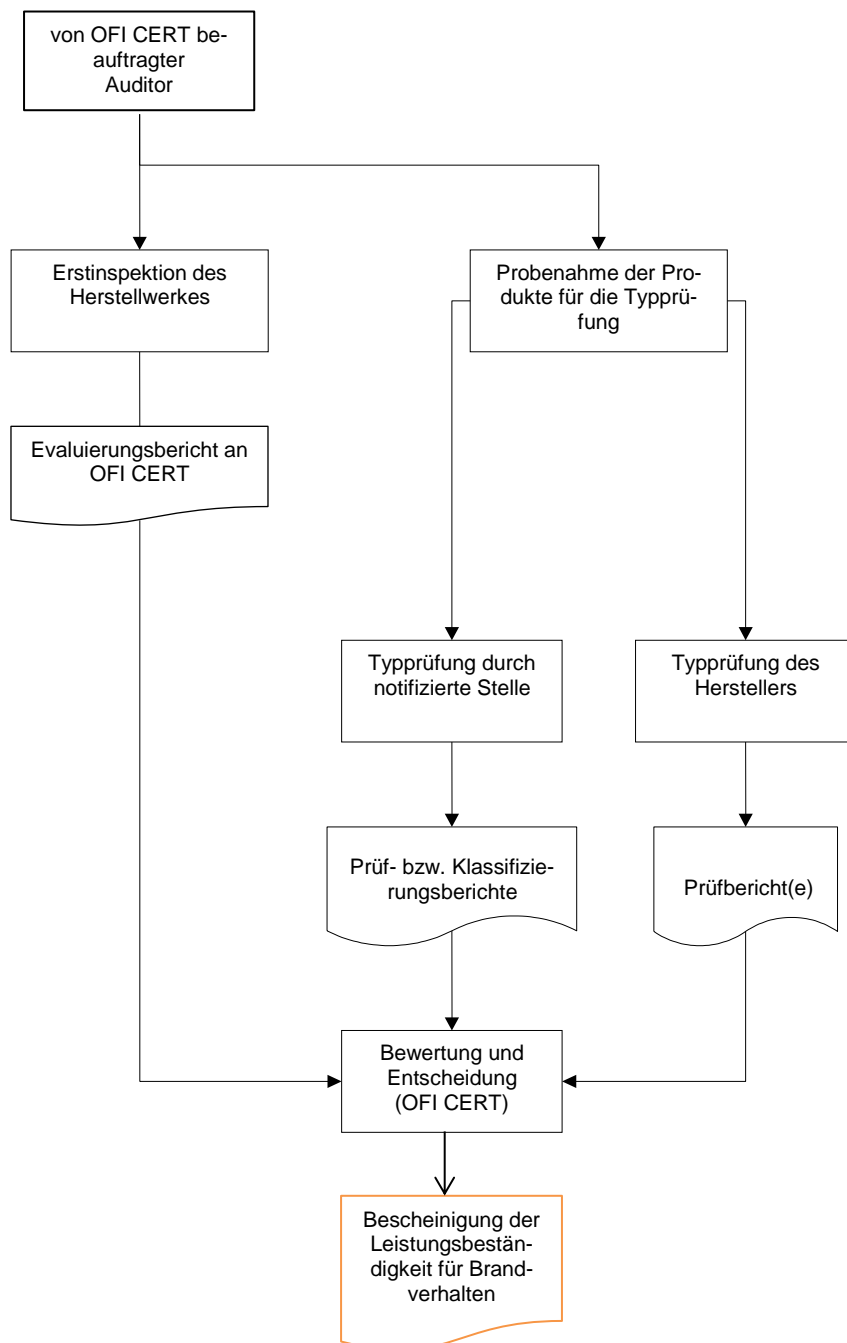 von OFI CERT be-
auftragter
Auditor
Erstinspektion des
Herstellwerkes
Probenahme der Pro-
dukte für die Typprü-
fung
Evaluierungsbericht an
OFI CERT
Typprüfung durch
notifizierte Stelle
Typprüfung des
Herstellers
Prüf- bzw. Klassifizie-
rungsberichte
Prüfbericht(e)
Bewertung und
Entscheidung
(OFI CERT)
Bescheinigung der
Leistungsbestän-
digkeit für Brand-
verhalten